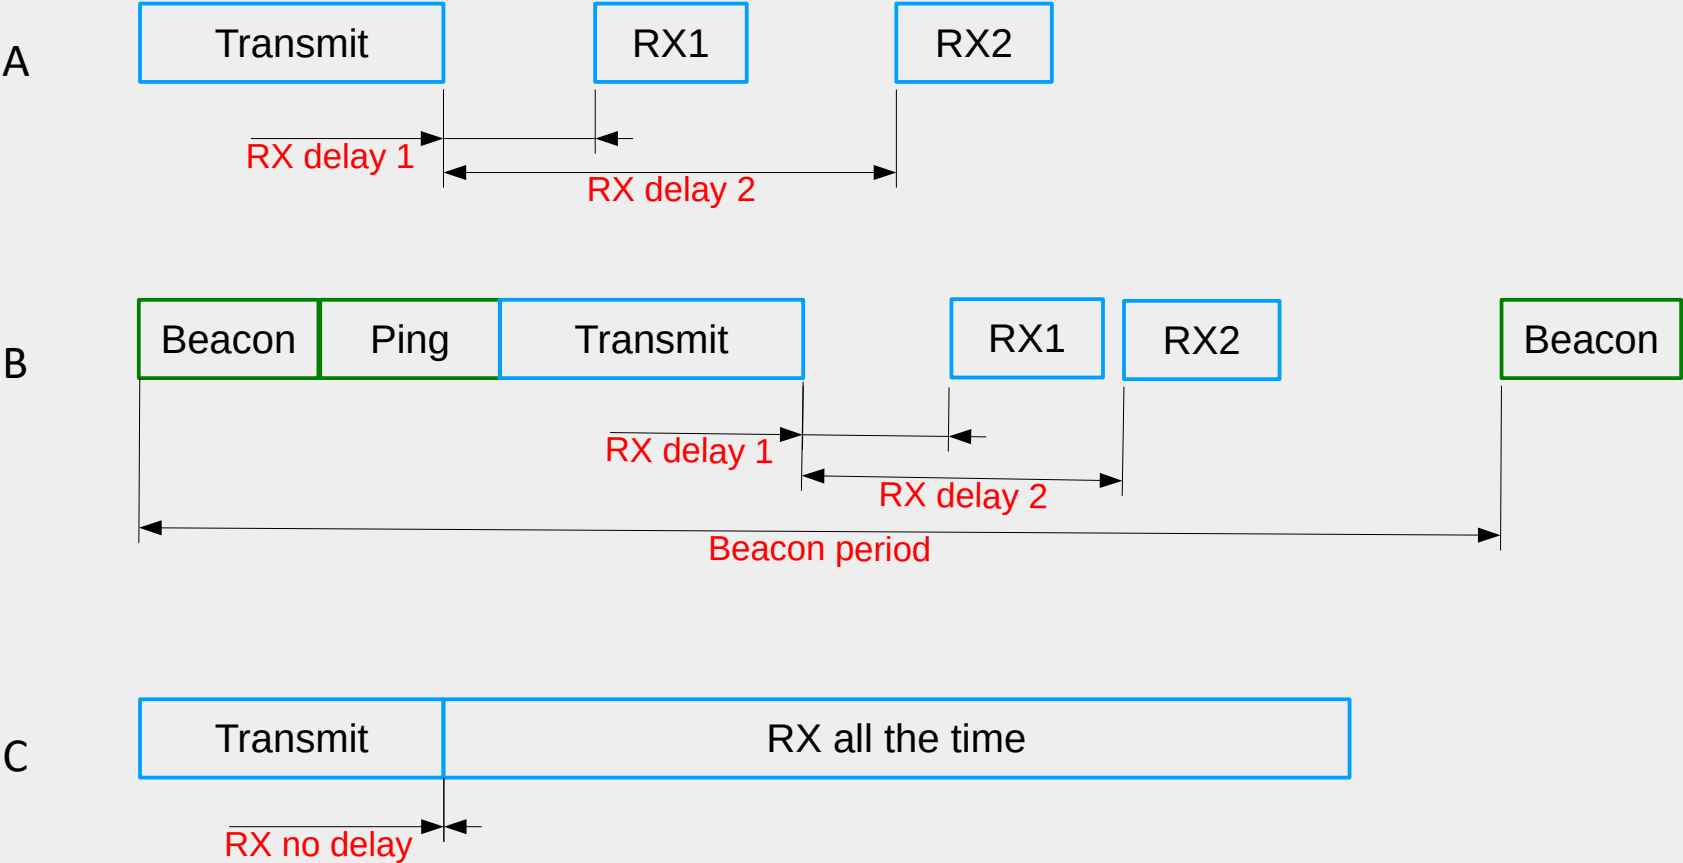 A
Transmit
RX1
RX2
RX delay 1
RX delay 2
B
Beacon
Ping
Transmit
RX1
RX2
Beacon
RX delay 1
RX delay 2
Beacon period
C
Transmit
RX all the time
RX no delay